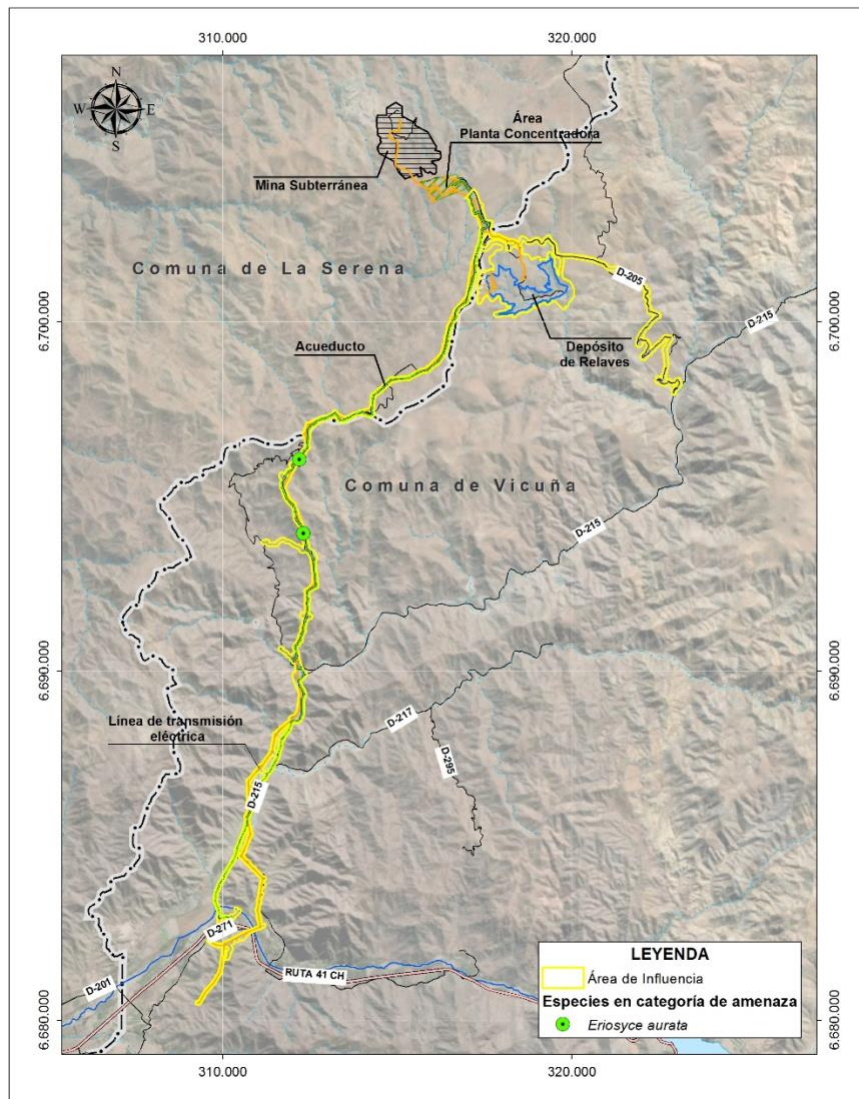 310.000
320.000
N
W
E
S
Área
Planta Concentradora
Mina Subterránea
Comuna de La Serena
D-205
6.700.000
6.700.000
D-215
Acueducto
Depósito
de Relaves
Comuna de Vicuña
D-215
6.690.000
6.690.000
Línea de transmisión
eléctrica
D-217
D-295
D-215
D-271
D-201
RUTA 41 CH
LEYENDA
Área de Influencia
Especies en categoría de amenaza
Eriosyce aurata
6.680.000
6.680.000
310.000
320.000